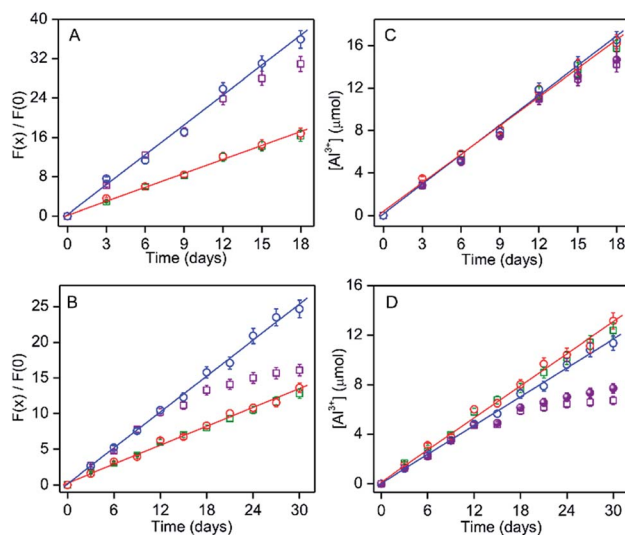 A
F(x) / F(0)
40
32
24
16
8
0
0 3 6 9 12 15 18
Time (days)
C
[Al³⁺] (μmol)
16
12
8
4
0
0 3 6 9 12 15 18
Time (days)
B
F(x) / F(0)
25
20
15
10
5
0
0 6 12 18 24 30
Time (days)
D
[Al³⁺] (μmol)
16
12
8
4
0
0 6 12 18 24 30
Time (days)